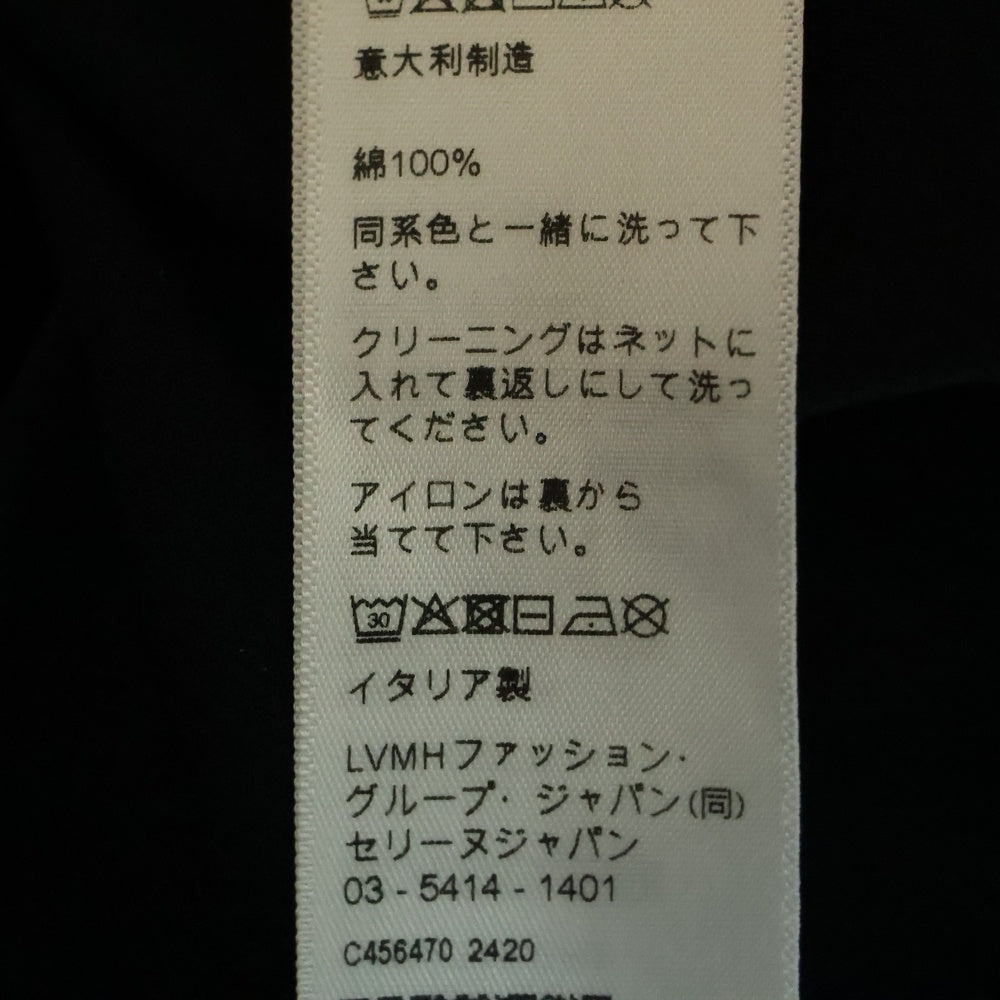 意大利制造
綿100%
同系色と一緒に洗って下
さい。
クリーニングはネットに
入れて裏返しにして洗っ
てください。
アイロンは裏から
当てて下さい。
30
イタリア製
LVMHファッション·
グループ· ジャパン(同)
セリーヌジャパン
03 - 5414 - 1401
C456470 2420